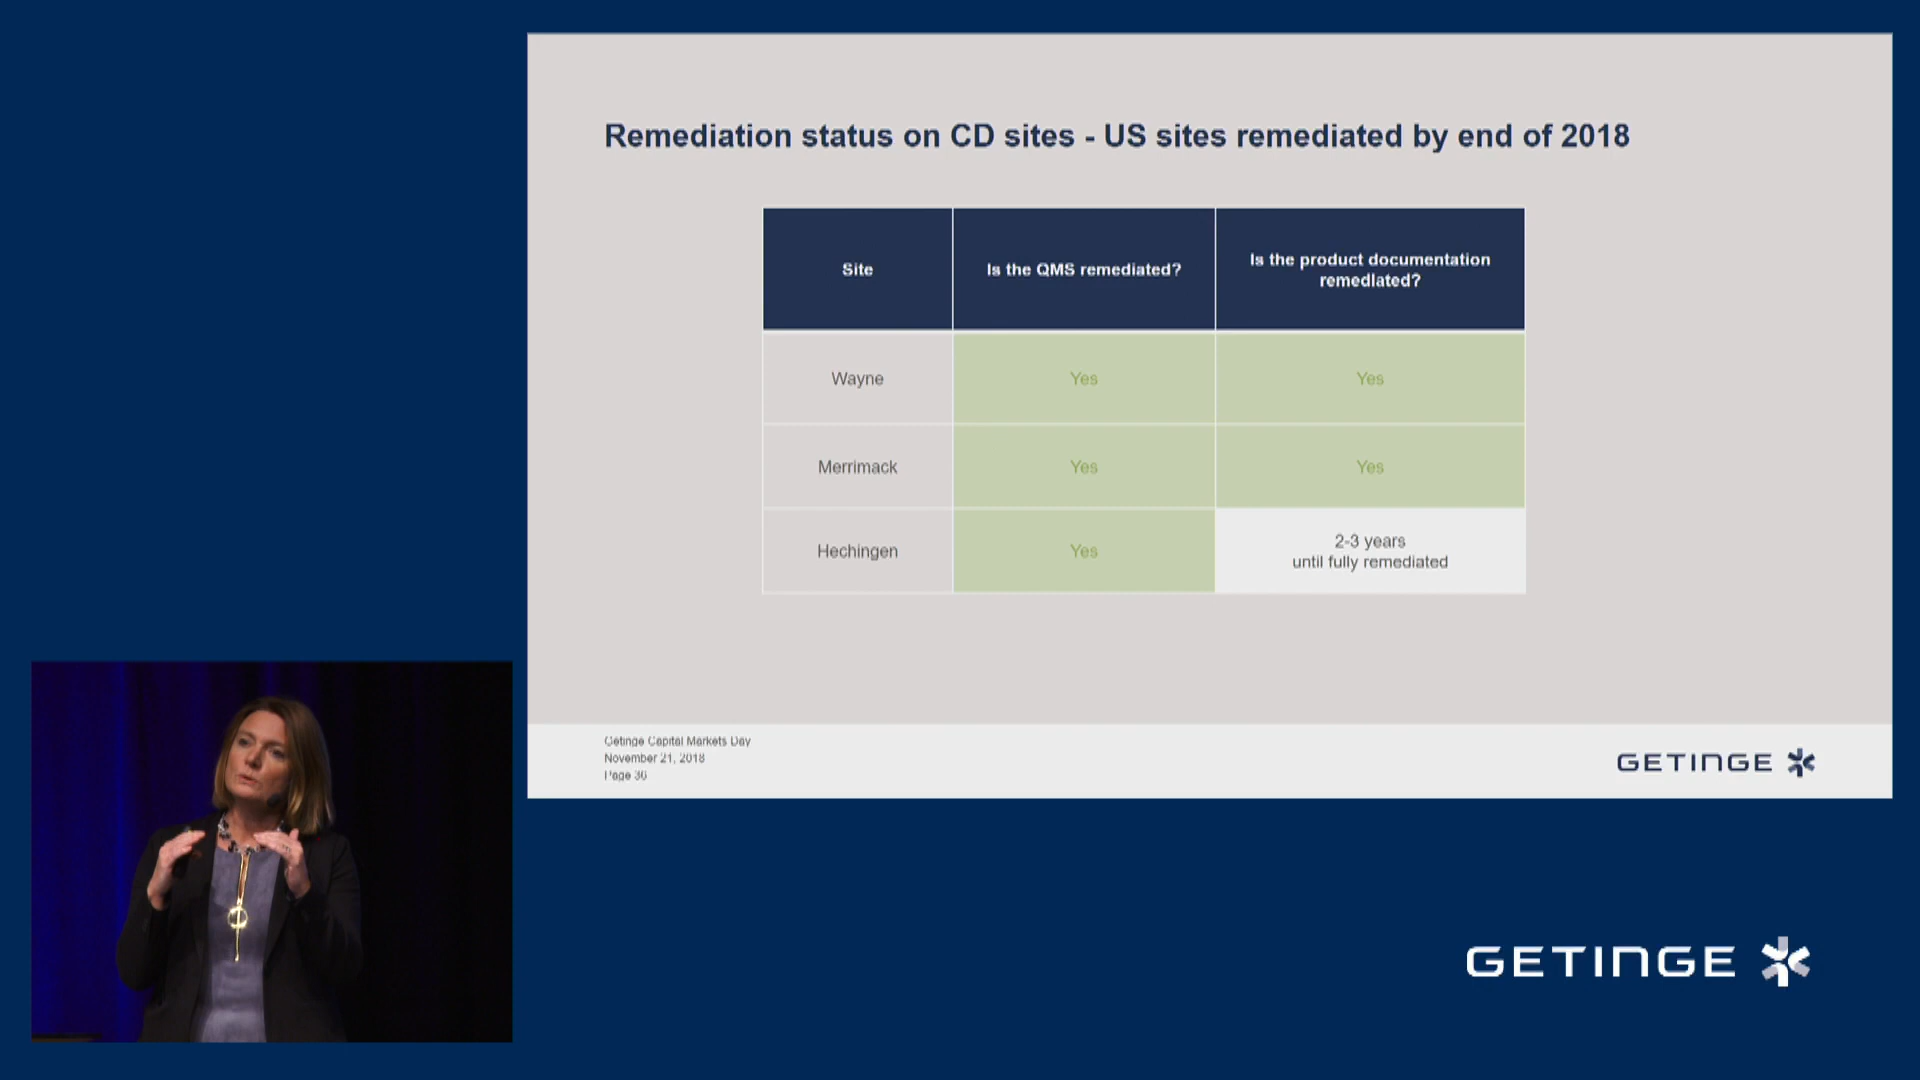 Remediation status on CD sites - US sites remediated by end of 2018
Site
Is the QMS remediated?
Is the product documentation
remediated?
Wayne
Yes
Yes
Merrimack
Yes
Yes
Hechingen
Yes
2-3 years
until fully remediated
Getinge Capital Markets Day
November 21, 2018
Page 36
GETINGE
GETINGE